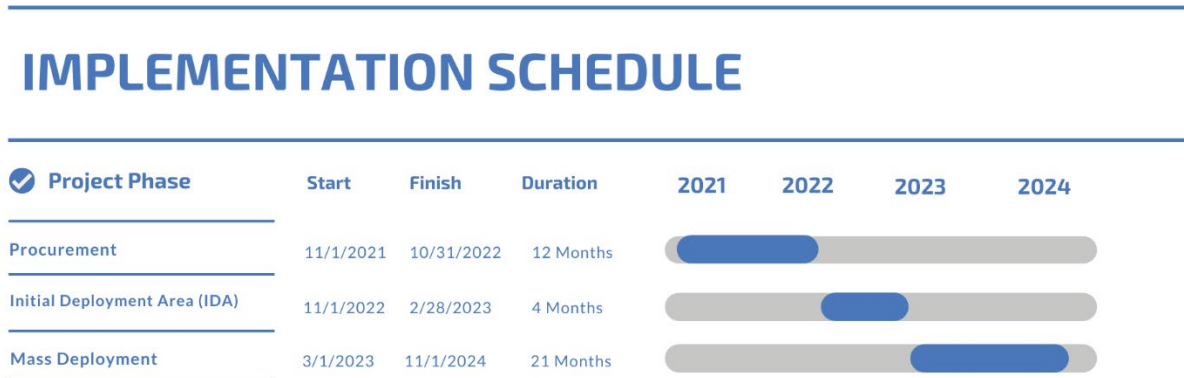 IMPLEMENTATION SCHEDULE
Project Phase Start Finish Duration 2021 2022 2023 2024
Procurement 11/1/2021 10/31/2022 12 Months
Initial Deployment Area (IDA) 11/1/2022 2/28/2023 4 Months
Mass Deployment 3/1/2023 11/1/2024 21 Months